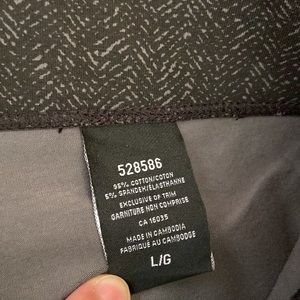 528586
95% COTTON/COTON
5% SPANDEX/ÉLASTHANNE
EXCLUSIVE OF TRIM
GARNITURE NON COMPRISE
CA 16035
MADE IN CAMBODIA
FABRIQUÉ AU CAMBODGE
L/G